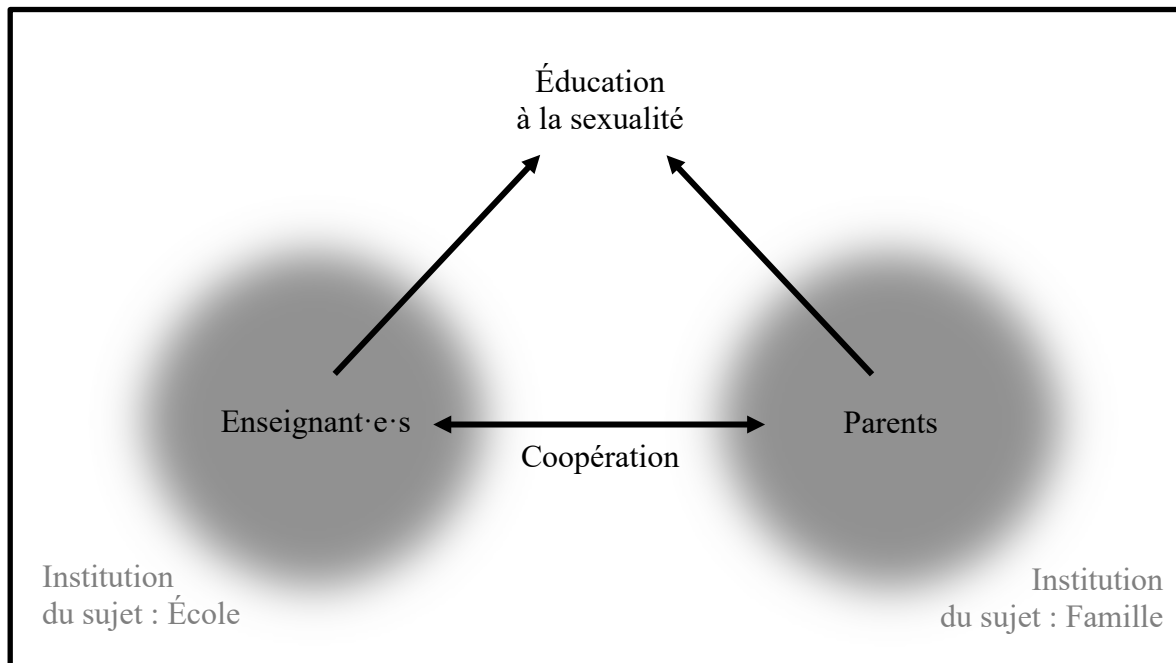 Éducation
à la sexualité
Enseignant·e·s
Parents
Coopération
Institution
du sujet : École
Institution
du sujet : Famille